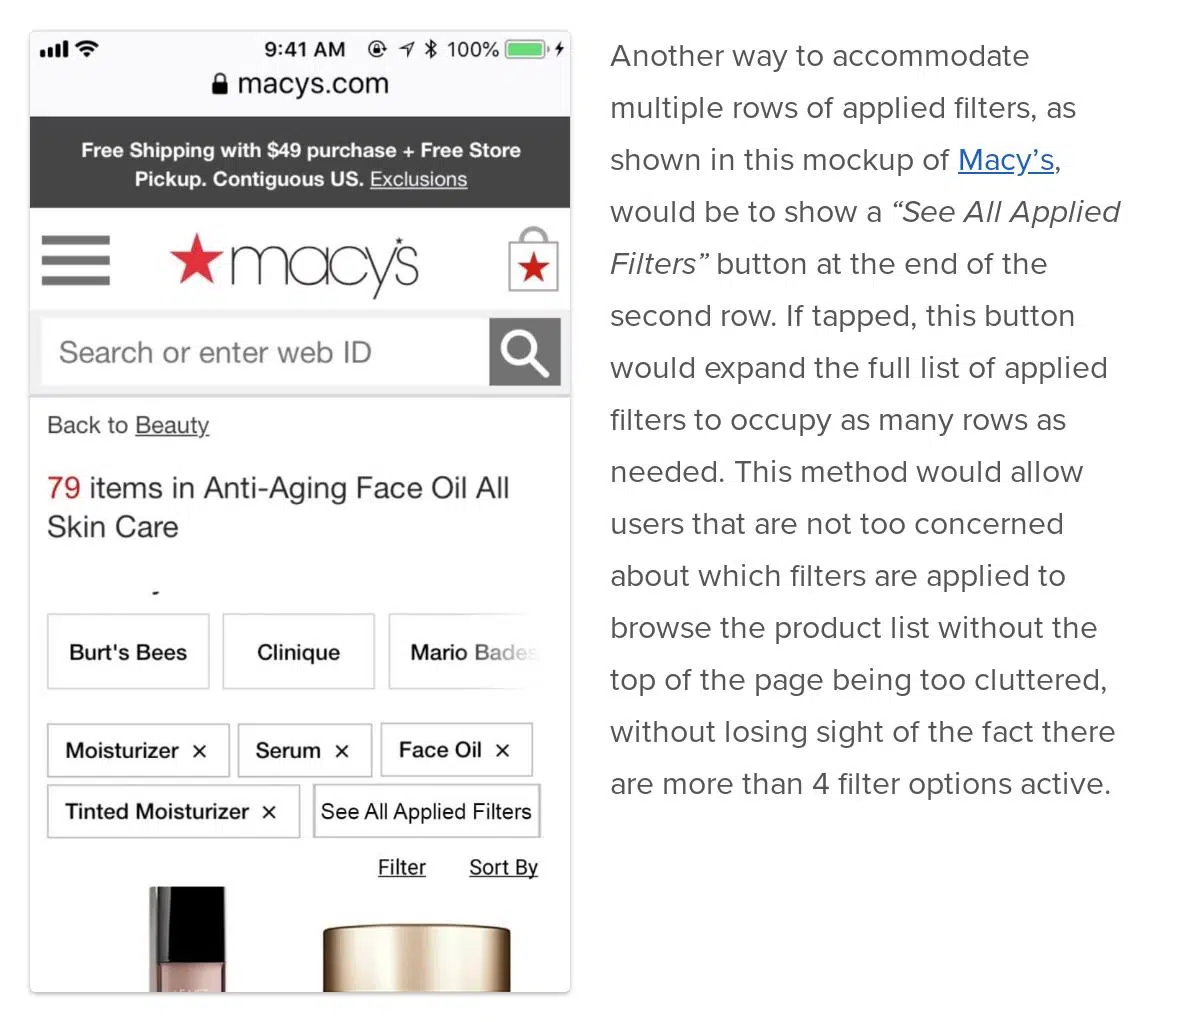 9:41 AM 100%
macys.com
Free Shipping with $49 purchase + Free Store
Pickup. Contiguous US. Exclusions
macy's
Search or enter web ID
Back to Beauty
79 items in Anti-Aging Face Oil All
Skin Care
Burt's Bees Clinique Mario Bades
Moisturizer × Serum × Face Oil ×
Tinted Moisturizer × See All Applied Filters
Filter Sort By
Another way to accommodate
multiple rows of applied filters, as
shown in this mockup of Macy’s,
would be to show a “See All Applied
Filters” button at the end of the
second row. If tapped, this button
would expand the full list of applied
filters to occupy as many rows as
needed. This method would allow
users that are not too concerned
about which filters are applied to
browse the product list without the
top of the page being too cluttered,
without losing sight of the fact there
are more than 4 filter options active.